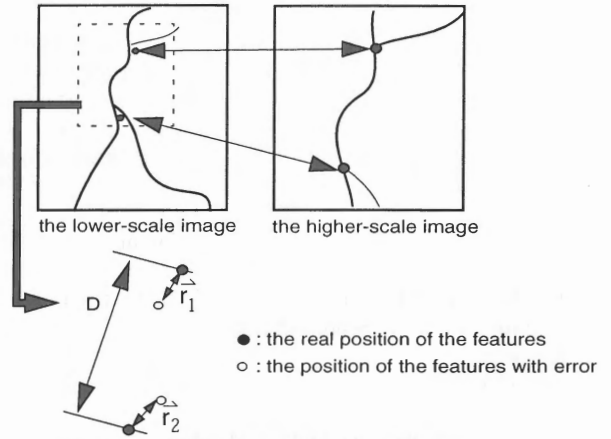 the lower-scale image
the higher-scale image
D
r1
● : the real position of the features
○ : the position of the features with error
r2